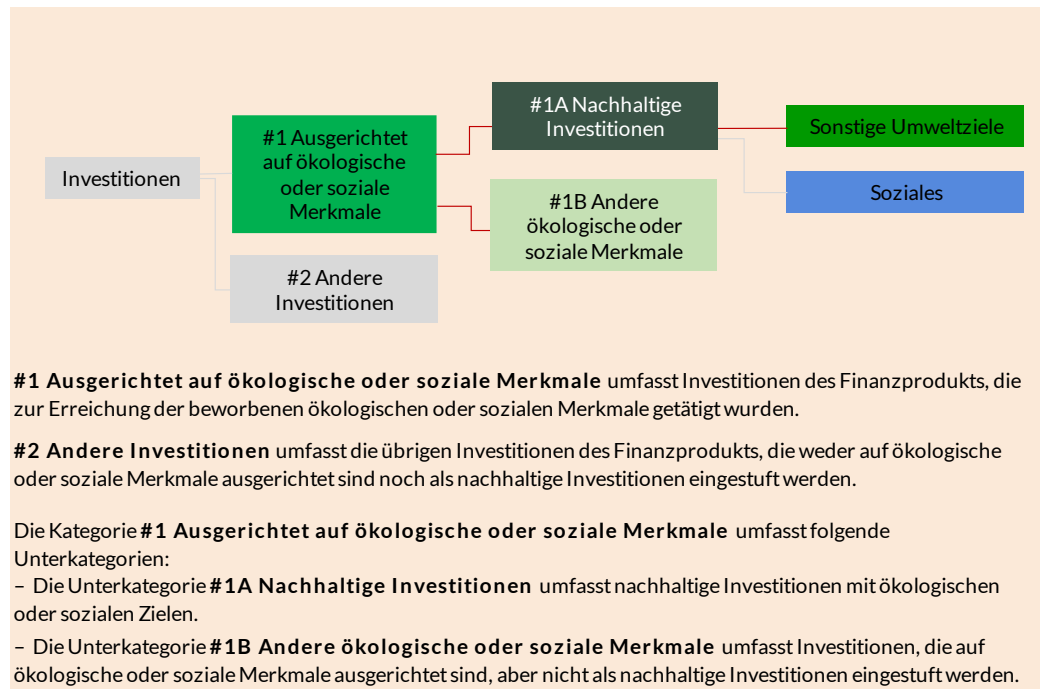 #1A Nachhaltige
Investitionen
Sonstige Umweltziele
#1 Ausgerichtet
auf ökologische
oder soziale
Merkmale
Investitionen
Soziales
#1B Andere
ökologische oder
soziale Merkmale
#2 Andere
Investitionen
#1 Ausgerichtet auf ökologische oder soziale Merkmale umfasst Investitionen des Finanzprodukts, die
zur Erreichung der beworbenen ökologischen oder sozialen Merkmale getätigt wurden.
#2 Andere Investitionen umfasst die übrigen Investitionen des Finanzprodukts, die weder auf ökologische
oder soziale Merkmale ausgerichtet sind noch als nachhaltige Investitionen eingestuft werden.
Die Kategorie #1 Ausgerichtet auf ökologische oder soziale Merkmale umfasst folgende
Unterkategorien:
– Die Unterkategorie #1A Nachhaltige Investitionen umfasst nachhaltige Investitionen mit ökologischen
oder sozialen Zielen.
– Die Unterkategorie #1B Andere ökologische oder soziale Merkmale umfasst Investitionen, die auf
ökologische oder soziale Merkmale ausgerichtet sind, aber nicht als nachhaltige Investitionen eingestuft werden.